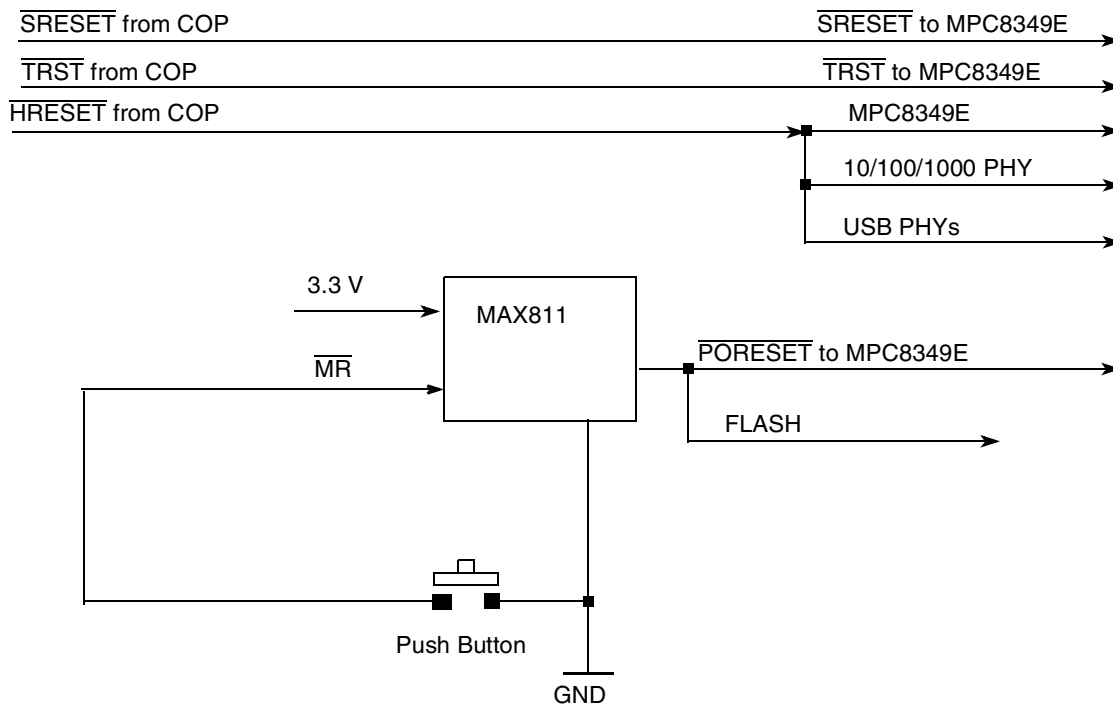 SRESET from COP
SRESET to MPC8349E
TRST from COP
TRST to MPC8349E
HRESET from COP
MPC8349E
10/100/1000 PHY
USB PHYs
3.3 V
MAX811
MR
PORESET to MPC8349E
FLASH
Push Button
GND